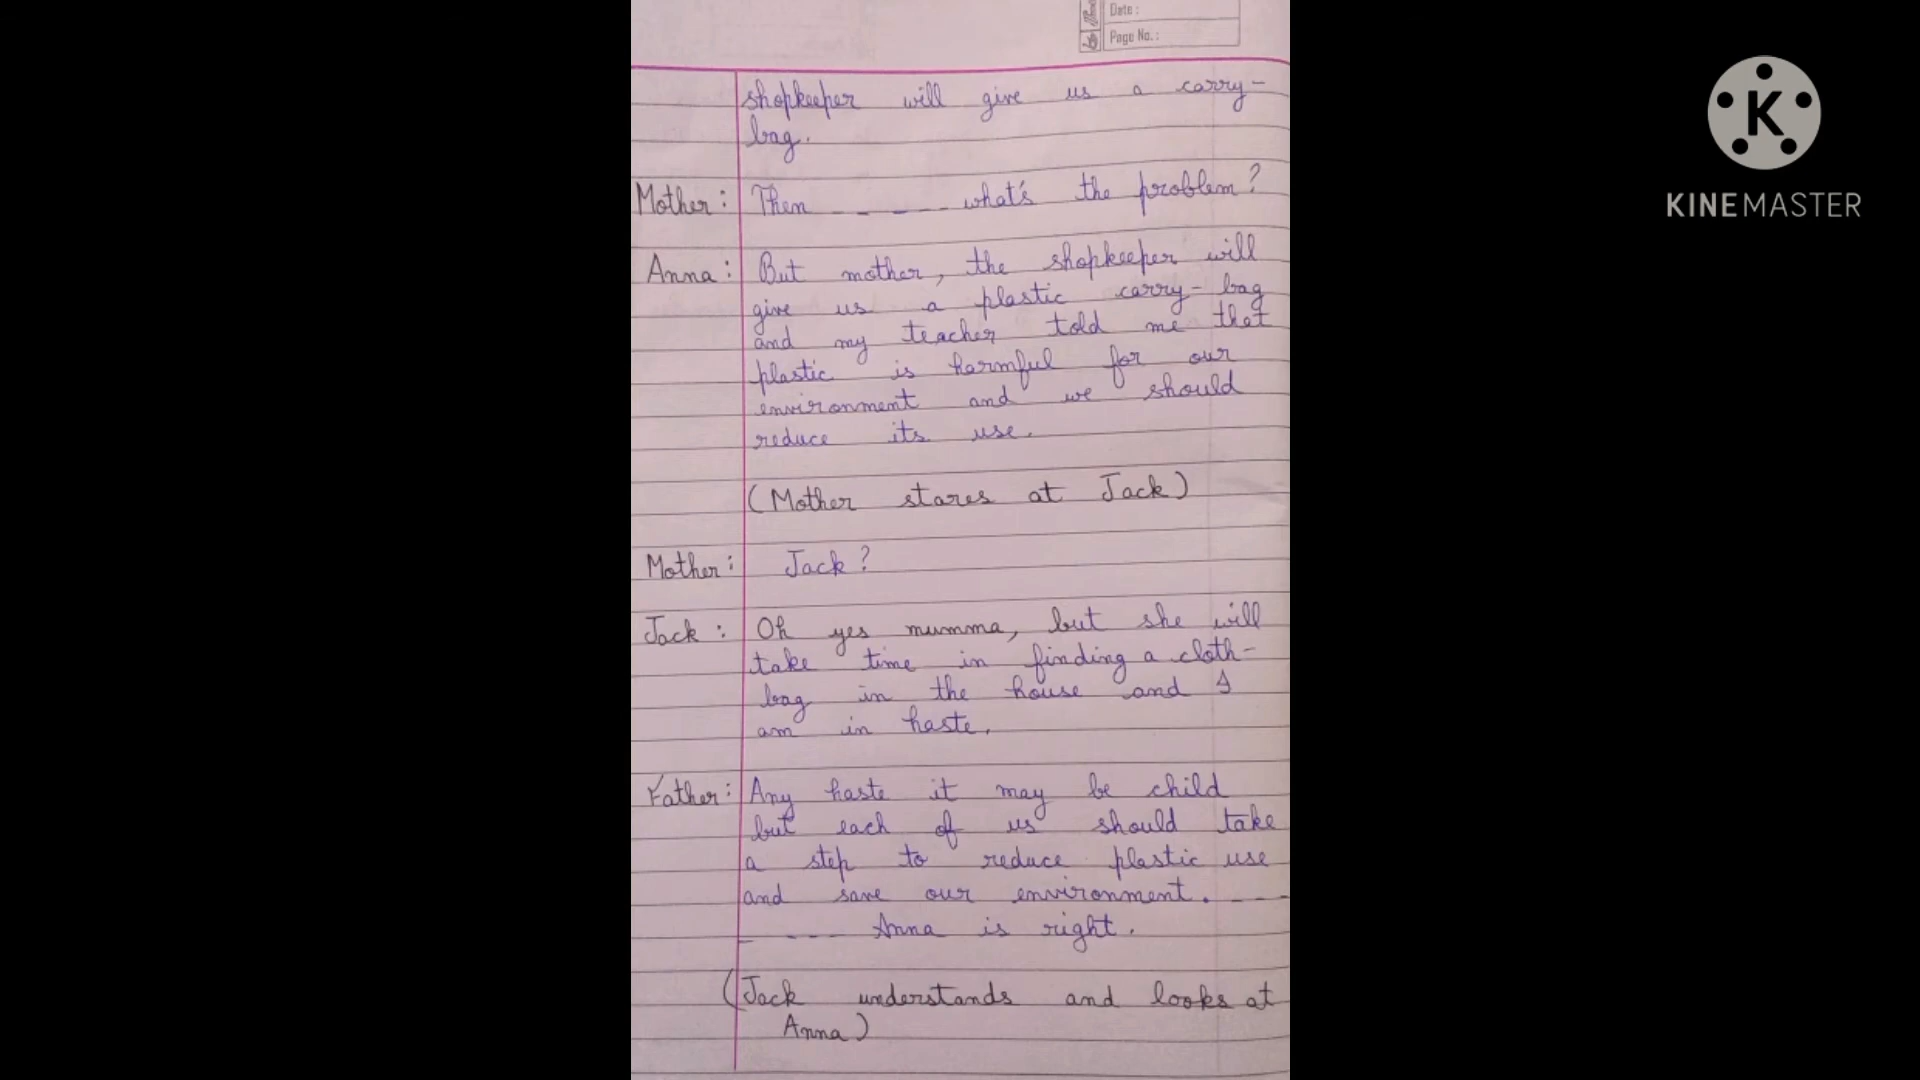 Date :
Page No. :
shopkeeper will give us a carry-
bag.
Mother: Then _ _ _ _ what's the problem?
Anna: But mother, the shopkeeper will
give us a plastic carry-bag
and my teacher told me that
plastic is harmful for our
environment and we should
reduce its use.
(Mother stares at Jack)
Mother: Jack?
Jack: Oh yes mumma, but she will
take time in finding a cloth-
bag in the house and I
am in haste.
Father: Any haste it may be child
but each of us should take
a step to reduce plastic use
and save our environment. _ _ _
_ _ _ _ Anna is right.
(Jack understands and looks at
Anna)
K
KINEMASTER